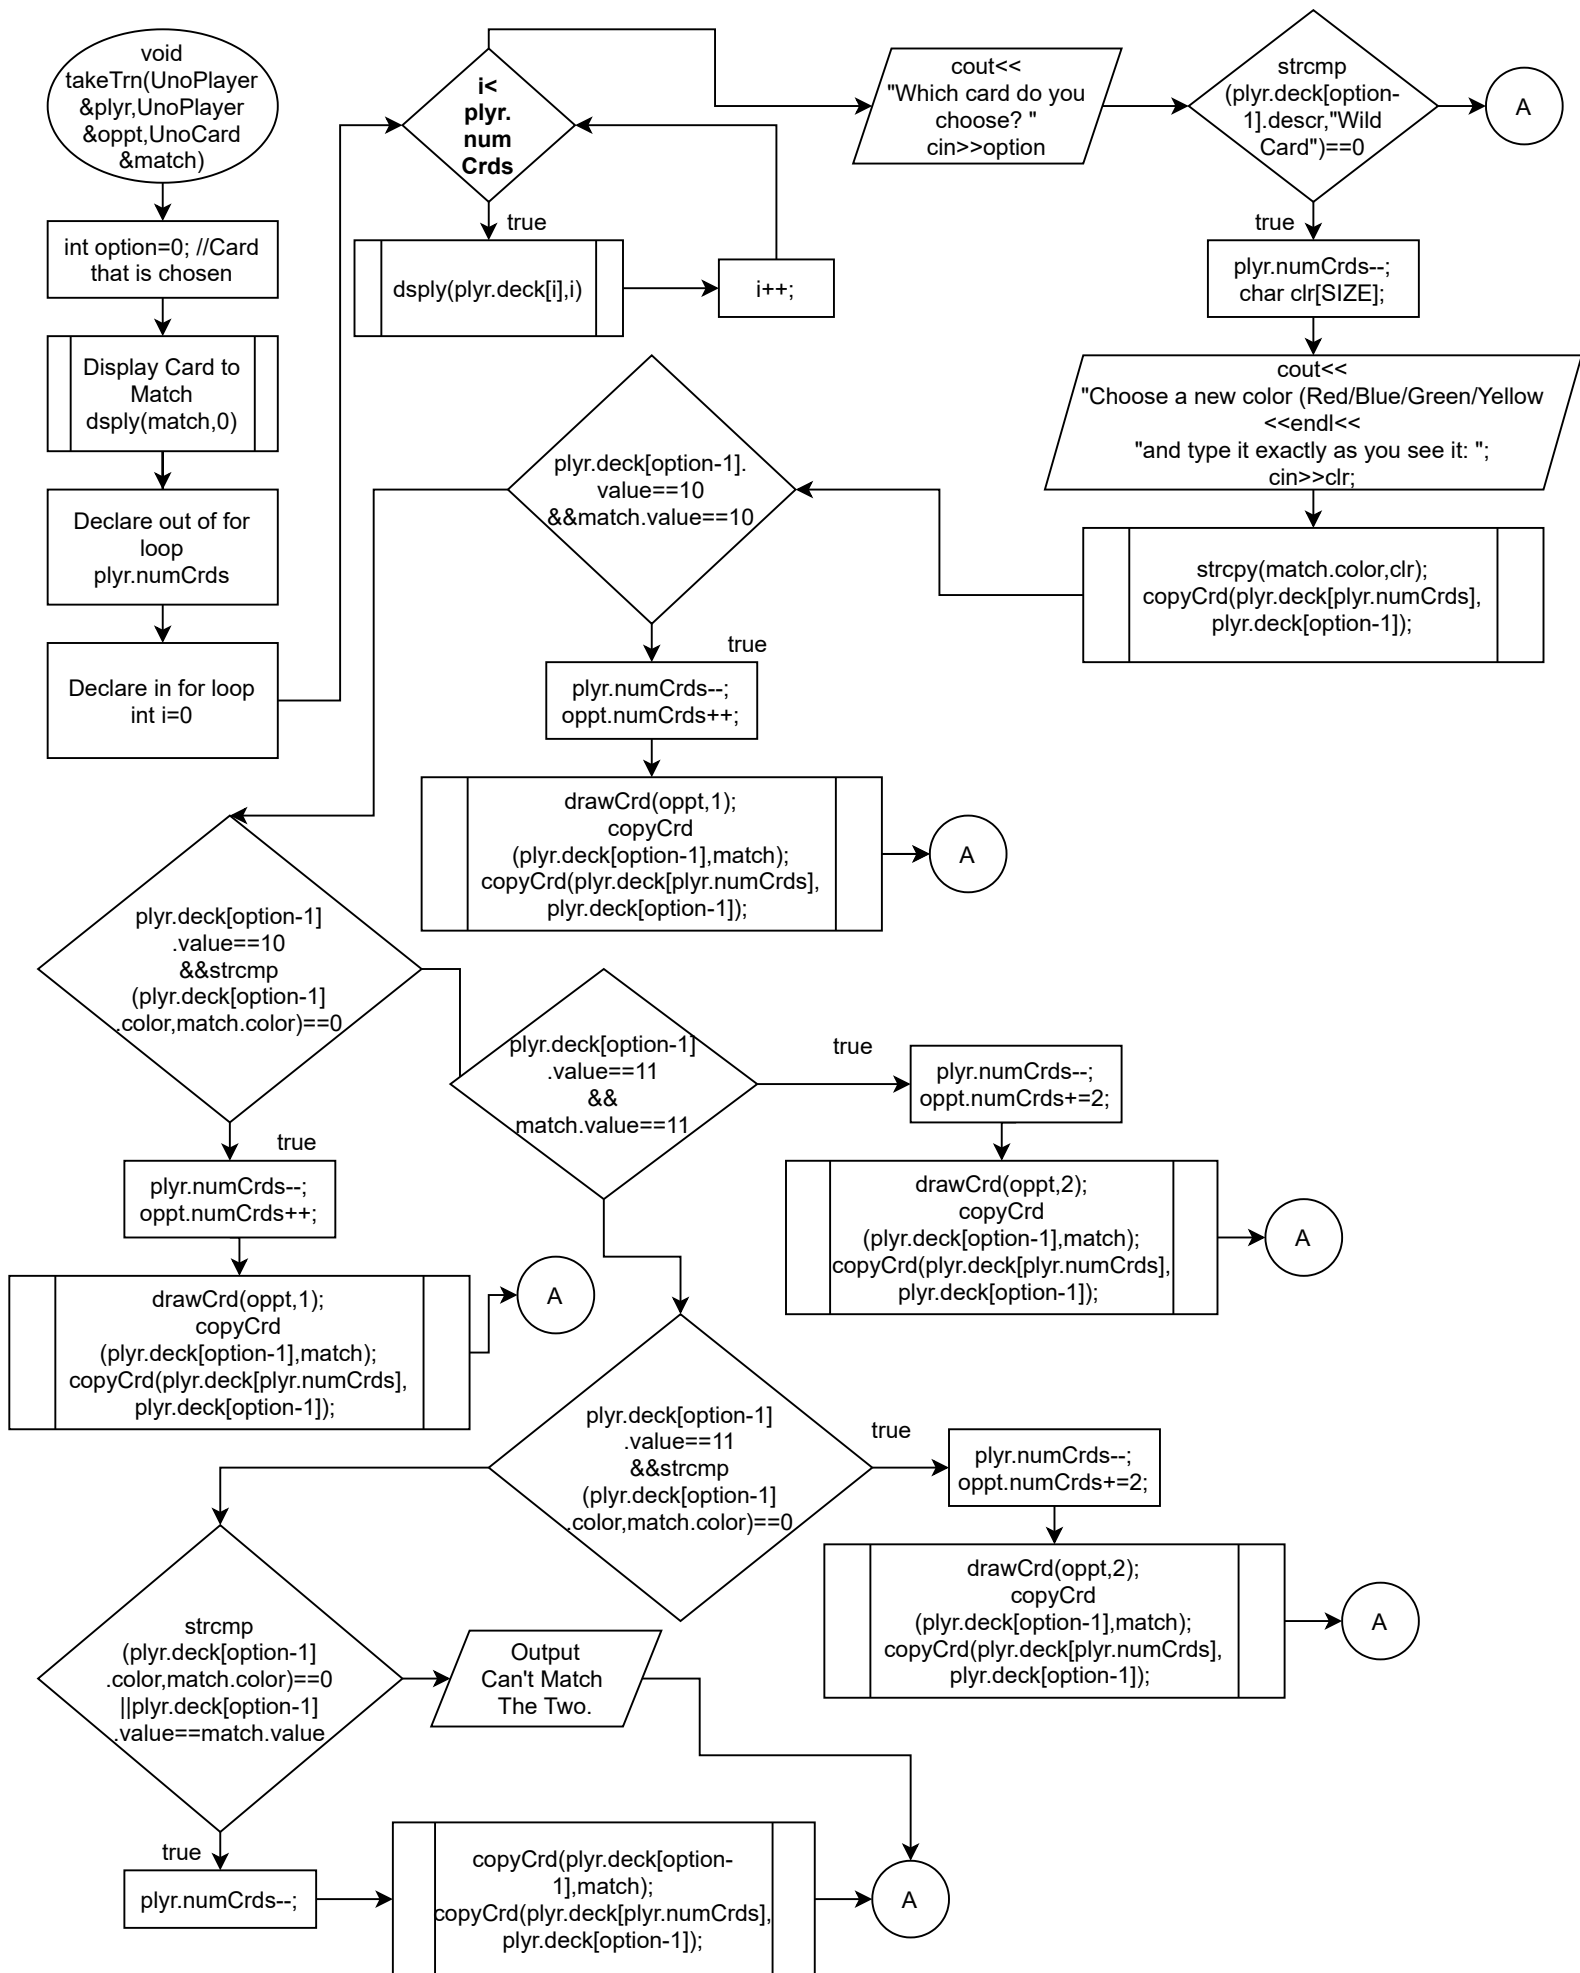 void
takeTrn(UnoPlayer
&plyr,UnoPlayer
&oppt,UnoCard
&match)
int option=0; //Card
that is chosen
Display Card to
Match
dsply(match,0)
Declare out of for
loop
plyr.numCrds
Declare in for loop
int i=0
i<
plyr.
num
Crds
true
dsply(plyr.deck[i],i)
i++;
cout<<
"Which card do you
choose? "
cin>>option
strcmp
(plyr.deck[option-
1].descr,"Wild
Card")==0
A
true
plyr.numCrds--;
char clr[SIZE];
cout<<
"Choose a new color (Red/Blue/Green/Yellow
<<endl<<
"and type it exactly as you see it: ";
cin>>clr;
strcpy(match.color,clr);
copyCrd(plyr.deck[plyr.numCrds],
plyr.deck[option-1]);
plyr.deck[option-1].
value==10
&&match.value==10
true
plyr.numCrds--;
oppt.numCrds++;
drawCrd(oppt,1);
copyCrd
(plyr.deck[option-1],match);
copyCrd(plyr.deck[plyr.numCrds],
plyr.deck[option-1]);
A
plyr.deck[option-1]
.value==10
&&strcmp
(plyr.deck[option-1]
.color,match.color)==0
true
plyr.numCrds--;
oppt.numCrds++;
drawCrd(oppt,1);
copyCrd
(plyr.deck[option-1],match);
copyCrd(plyr.deck[plyr.numCrds],
plyr.deck[option-1]);
A
plyr.deck[option-1]
.value==11
&&
match.value==11
true
plyr.numCrds--;
oppt.numCrds+=2;
drawCrd(oppt,2);
copyCrd
(plyr.deck[option-1],match);
copyCrd(plyr.deck[plyr.numCrds],
plyr.deck[option-1]);
A
plyr.deck[option-1]
.value==11
&&strcmp
(plyr.deck[option-1]
.color,match.color)==0
true
plyr.numCrds--;
oppt.numCrds+=2;
drawCrd(oppt,2);
copyCrd
(plyr.deck[option-1],match);
copyCrd(plyr.deck[plyr.numCrds],
plyr.deck[option-1]);
A
strcmp
(plyr.deck[option-1]
.color,match.color)==0
||plyr.deck[option-1]
.value==match.value
Output
Can't Match
The Two.
true
plyr.numCrds--;
copyCrd(plyr.deck[option-
1],match);
copyCrd(plyr.deck[plyr.numCrds],
plyr.deck[option-1]);
A